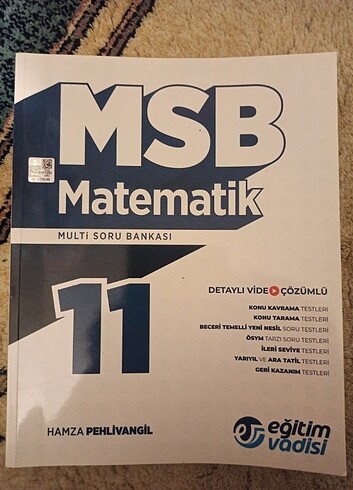 MSB
Matematik
MULTİ SORU BANKASI
11
DETAYLI VİDEO ÇÖZÜMLÜ
KONU KAVRAMA TESTLERİ
KONU TARAMA TESTLERİ
BECERİ TEMELLİ YENİ NESİL SORU TESTLERİ
ÖSYM TARZI SORU TESTLERİ
İLERİ SEVİYE TESTLERİ
YARIYIL VE ARA TATİL TESTLERİ
GERİ KAZANIM TESTLERİ
HAMZA PEHLİVANGİL
eğitim
vadisi